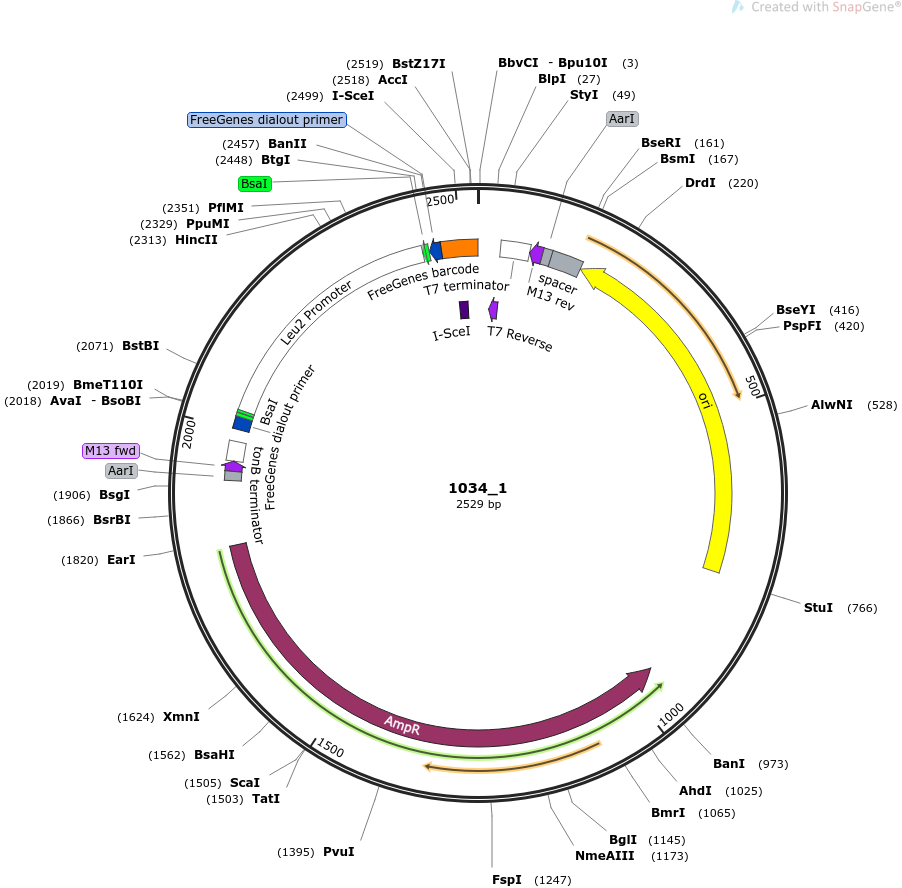 Created with SnapGene®
(2519) BstZ17I
(2518) AccI
(2499) I-SceI
FreeGenes dialout primer
(2457) BanII
(2448) BtgI
BsaI
(2351) PflMI
(2329) PpuMI
(2313) HincII
BbvCI - Bpu10I (3)
BlpI (27)
StyI (49)
AarI
BseRI (161)
BsmI (167)
DrdI (220)
2500
FreeGenes barcode
T7 terminator
spacer
M13 rev
I-SceI
T7 Reverse
Leu2 Promoter
BseYI (416)
PspFI (420)
500
ori
AlwNI (528)
(2071) BstBI
(2019) BmeT110I
(2018) AvaI - BsoBI
2000
BsaI
FreeGenes dialout primer
tonB terminator
M13 fwd
AarI
(1906) BsgI
(1866) BsrBI
(1820) EarI
1034_1
2529 bp
StuI (766)
(1624) XmnI
(1562) BsaHI
(1505) ScaI
(1503) TatI
1500
AmpR
1000
BanI (973)
AhdI (1025)
BmrI (1065)
BglI (1145)
NmeAIII (1173)
(1395) PvuI
FspI (1247)